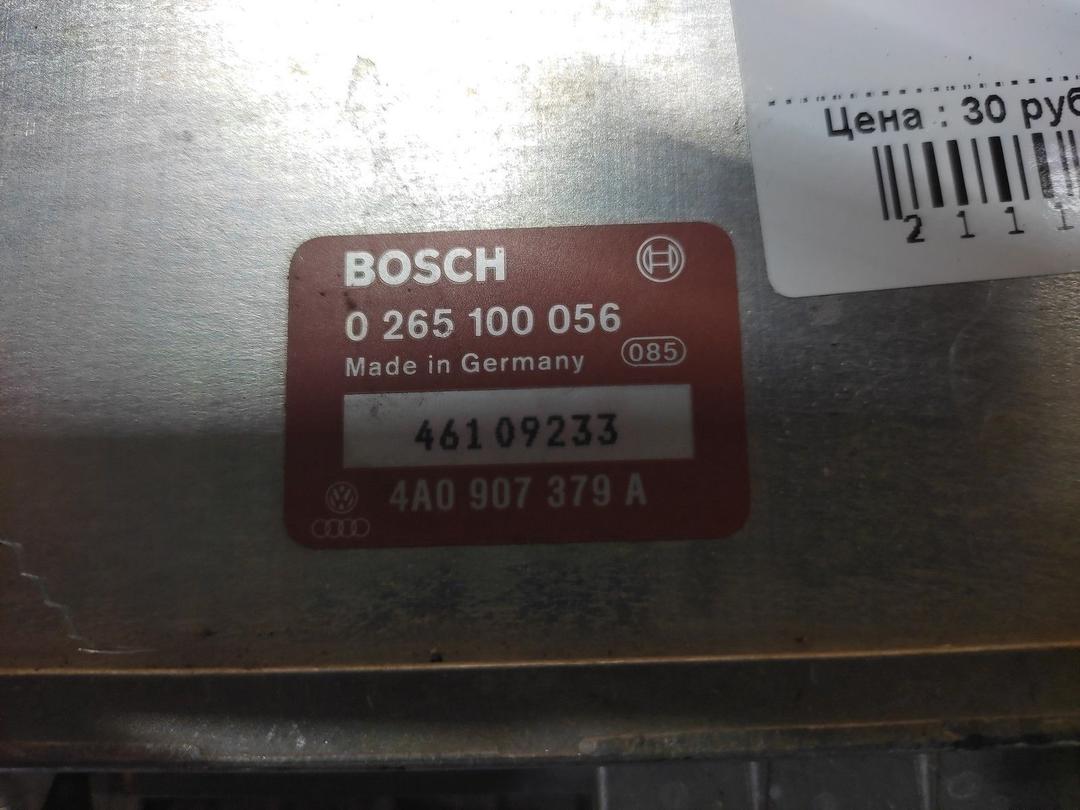 Цена : 30 руб
2 1 1 1
BOSCH
0 265 100 056
Made in Germany 085
461 09233
4A0 907 379 A